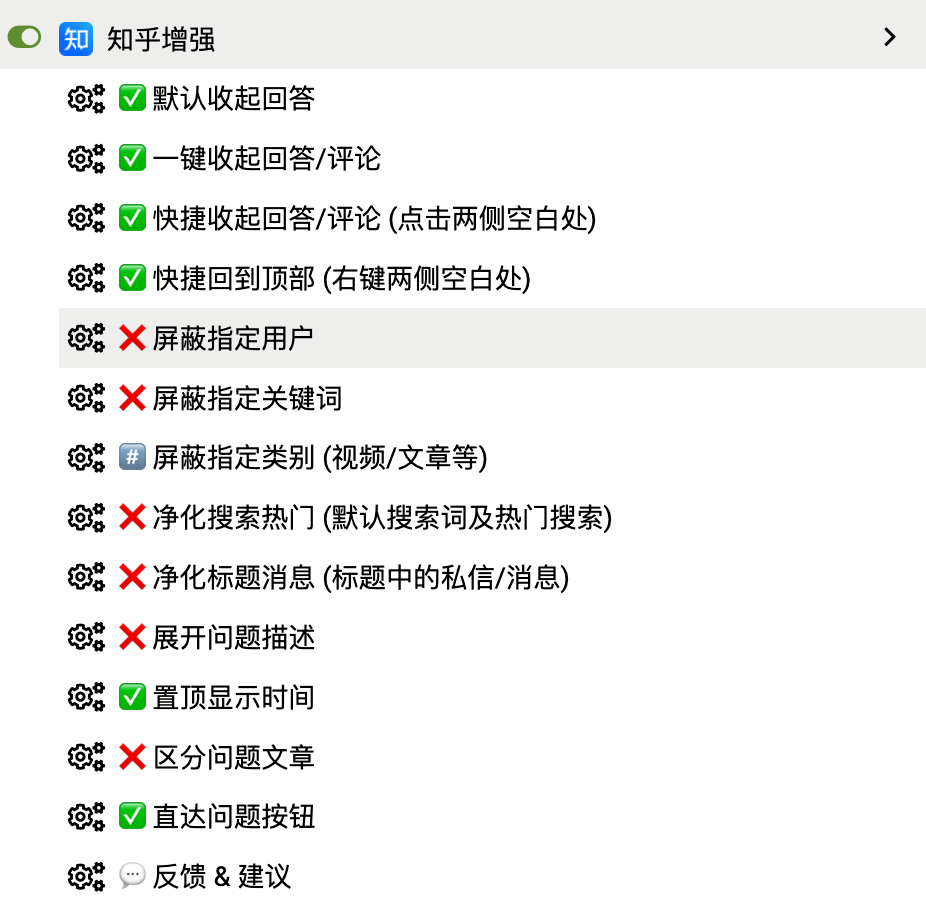 知 知乎增强
✅ 默认收起回答
✅ 一键收起回答/评论
✅ 快捷收起回答/评论 (点击两侧空白处)
✅ 快捷回到顶部 (右键两侧空白处)
❌ 屏蔽指定用户
❌ 屏蔽指定关键词
#️⃣ 屏蔽指定类别 (视频/文章等)
❌ 净化搜索热门 (默认搜索词及热门搜索)
❌ 净化标题消息 (标题中的私信/消息)
❌ 展开问题描述
✅ 置顶显示时间
❌ 区分问题文章
✅ 直达问题按钮
💬 反馈 & 建议